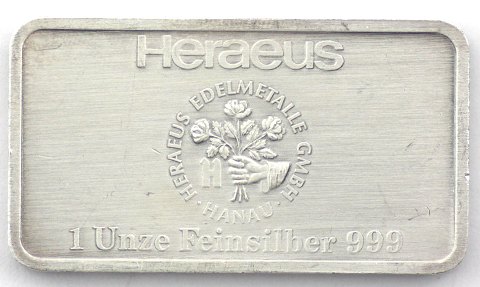 Heraeus
HERAEUS EDELMETALLE GMBH
· HANAU ·
1 Unze Feinsilber 999